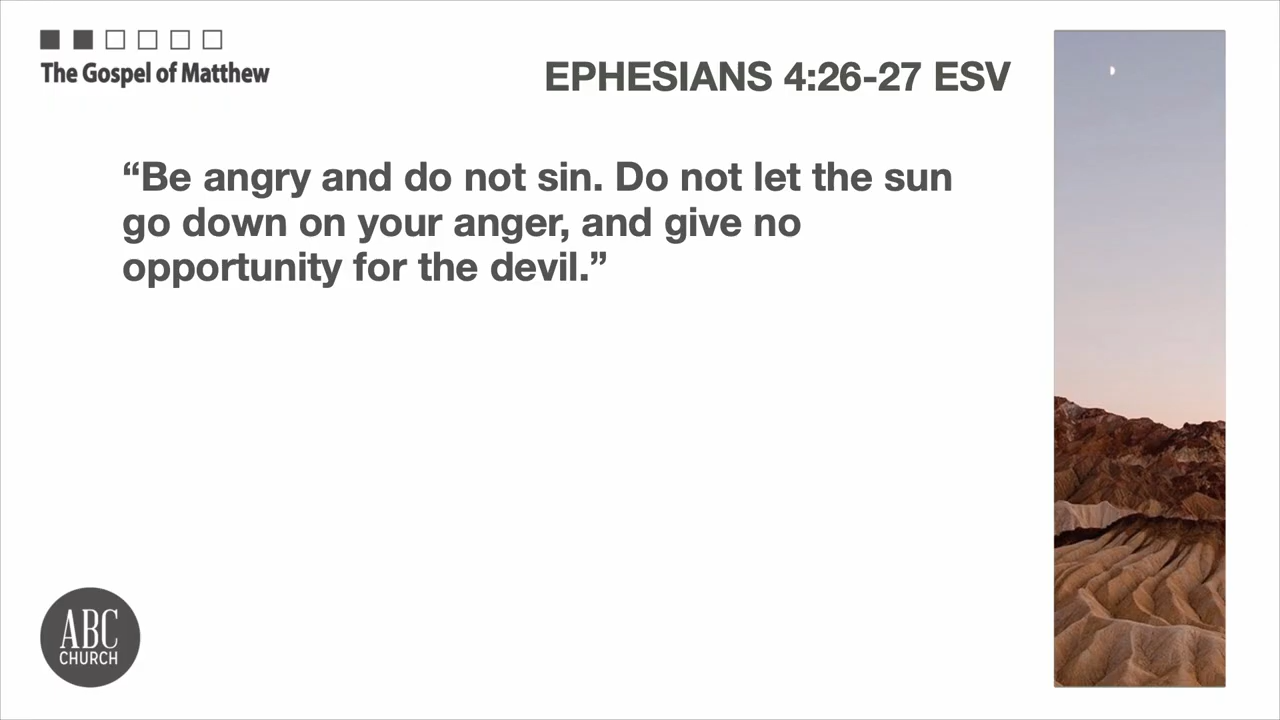 The Gospel of Matthew
EPHESIANS 4:26-27 ESV
“Be angry and do not sin. Do not let the sun
go down on your anger, and give no
opportunity for the devil.”
ABC
CHURCH